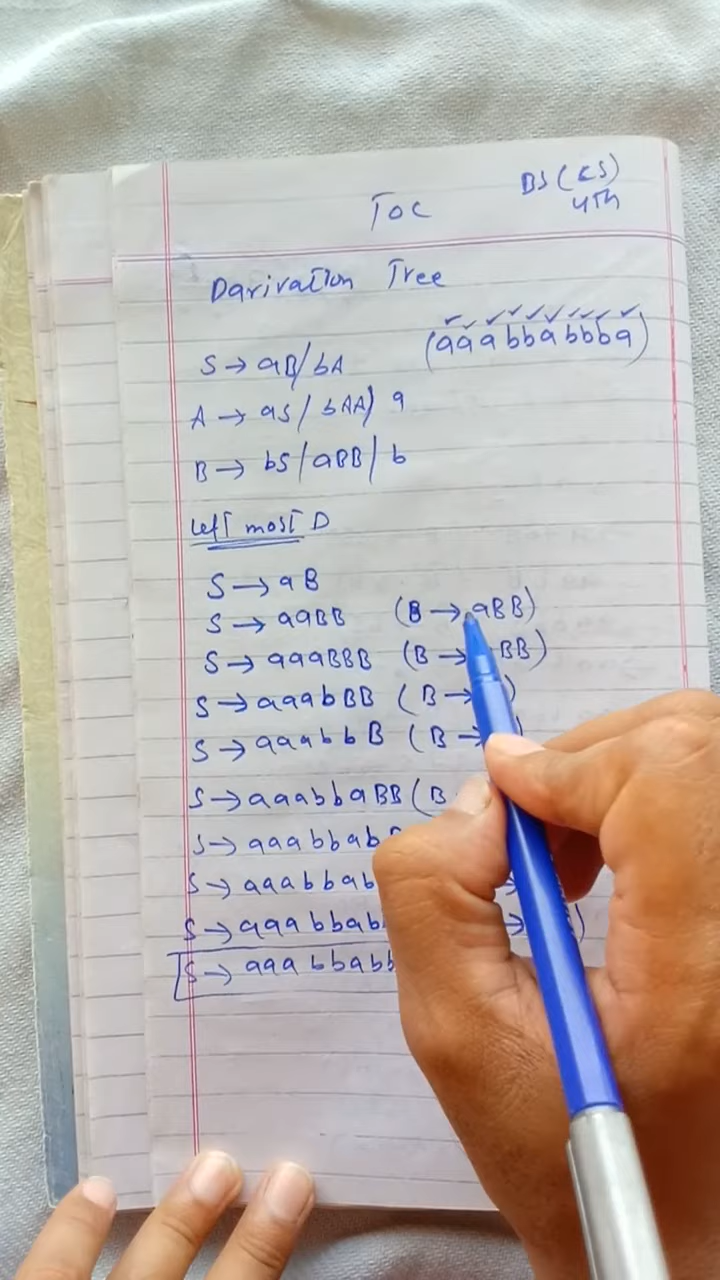 BS (CS)
4Th
TOC
Darivation Tree
(aaabbabbba)
S → aB/bA
A → aS / bAA) a
B → bS / aBB / b
Left most D
S → aB
S → aaBB (B → aBB)
S → aaaBBB (B → BB)
S → aaabBB (B → )
S → aaabbB (B →
S → aaabbaBB (B
S → aaabbab
S → aaabbab
S → aaabbab → )
S → aaabbabb